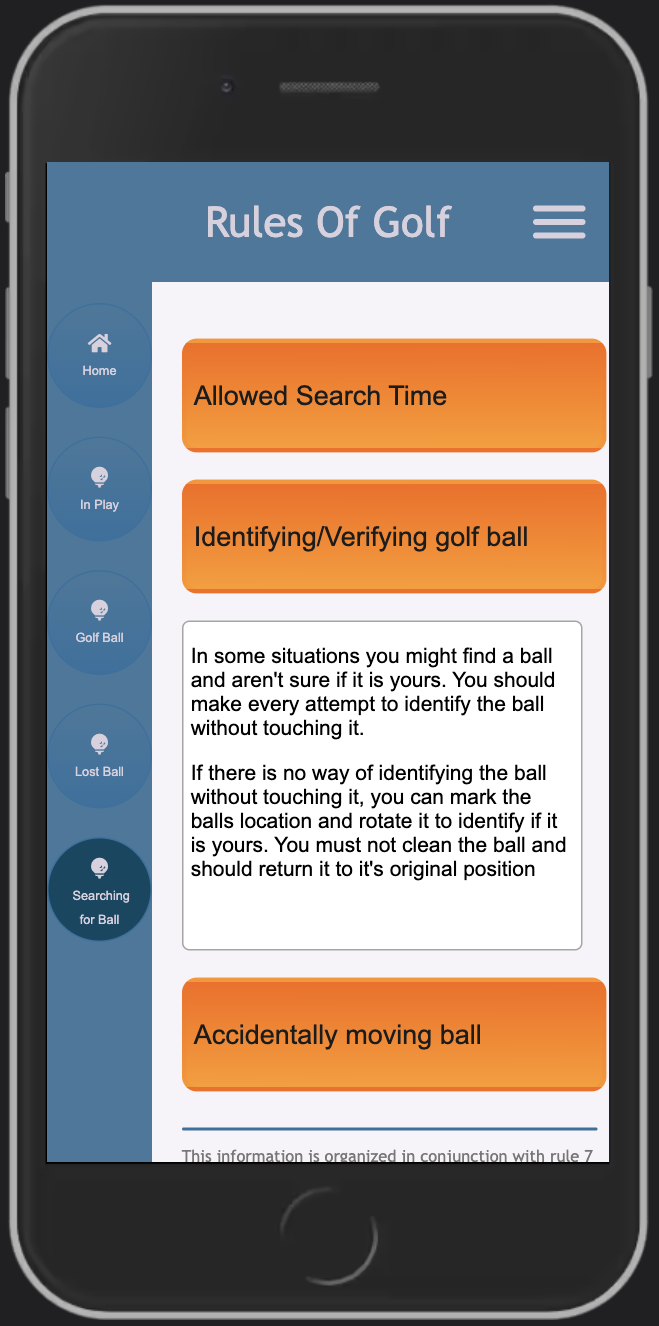 Rules Of Golf
Home
In Play
Golf Ball
Lost Ball
Searching
for Ball
Allowed Search Time
Identifying/Verifying golf ball
In some situations you might find a ball
and aren't sure if it is yours. You should
make every attempt to identify the ball
without touching it.
If there is no way of identifying the ball
without touching it, you can mark the
balls location and rotate it to identify if it
is yours. You must not clean the ball and
should return it to it's original position
Accidentally moving ball
This information is organized in conjunction with rule 7